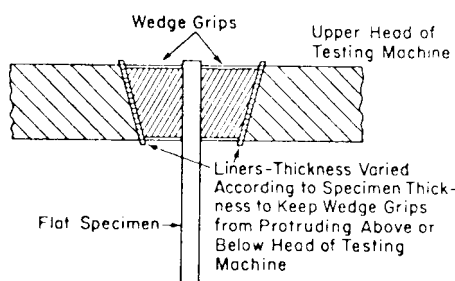 Wedge Grips
Upper Head of
Testing Machine
Liners-Thickness Varied
According to Specimen Thick-
ness to Keep Wedge Grips
from Protruding Above or
Below Head of Testing
Machine
Flat Specimen